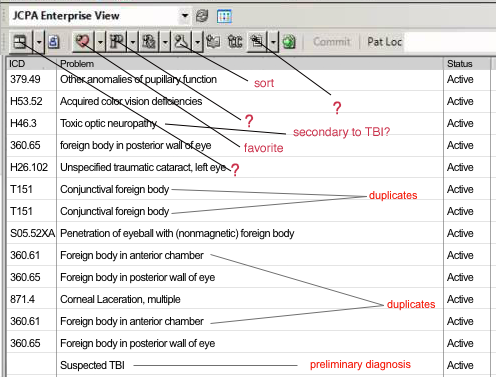 JCPA Enterprise View
Commit Pat Loc
ICD Problem Status
379.49 Other anomalies of pupillary function Active
sort
H53.52 Acquired color vision deficiencies Active
?
?
H46.3 Toxic optic neuropathy Active
secondary to TBI?
360.65 foreign body in posterior wall of eye Active
favorite
H26.102 Unspecified traumatic cataract, left eye Active
?
T151 Conjunctival foreign body Active
duplicates
T151 Conjunctival foreign body Active
S05.52XA Penetration of eyeball with (nonmagnetic) foreign body Active
360.61 Foreign body in anterior chamber Active
360.65 Foreign body in posterior wall of eye Active
871.4 Corneal Laceration, multiple Active
duplicates
360.61 Foreign body in anterior chamber Active
360.65 Foreign body in posterior wall of eye Active
Suspected TBI preliminary diagnosis Active